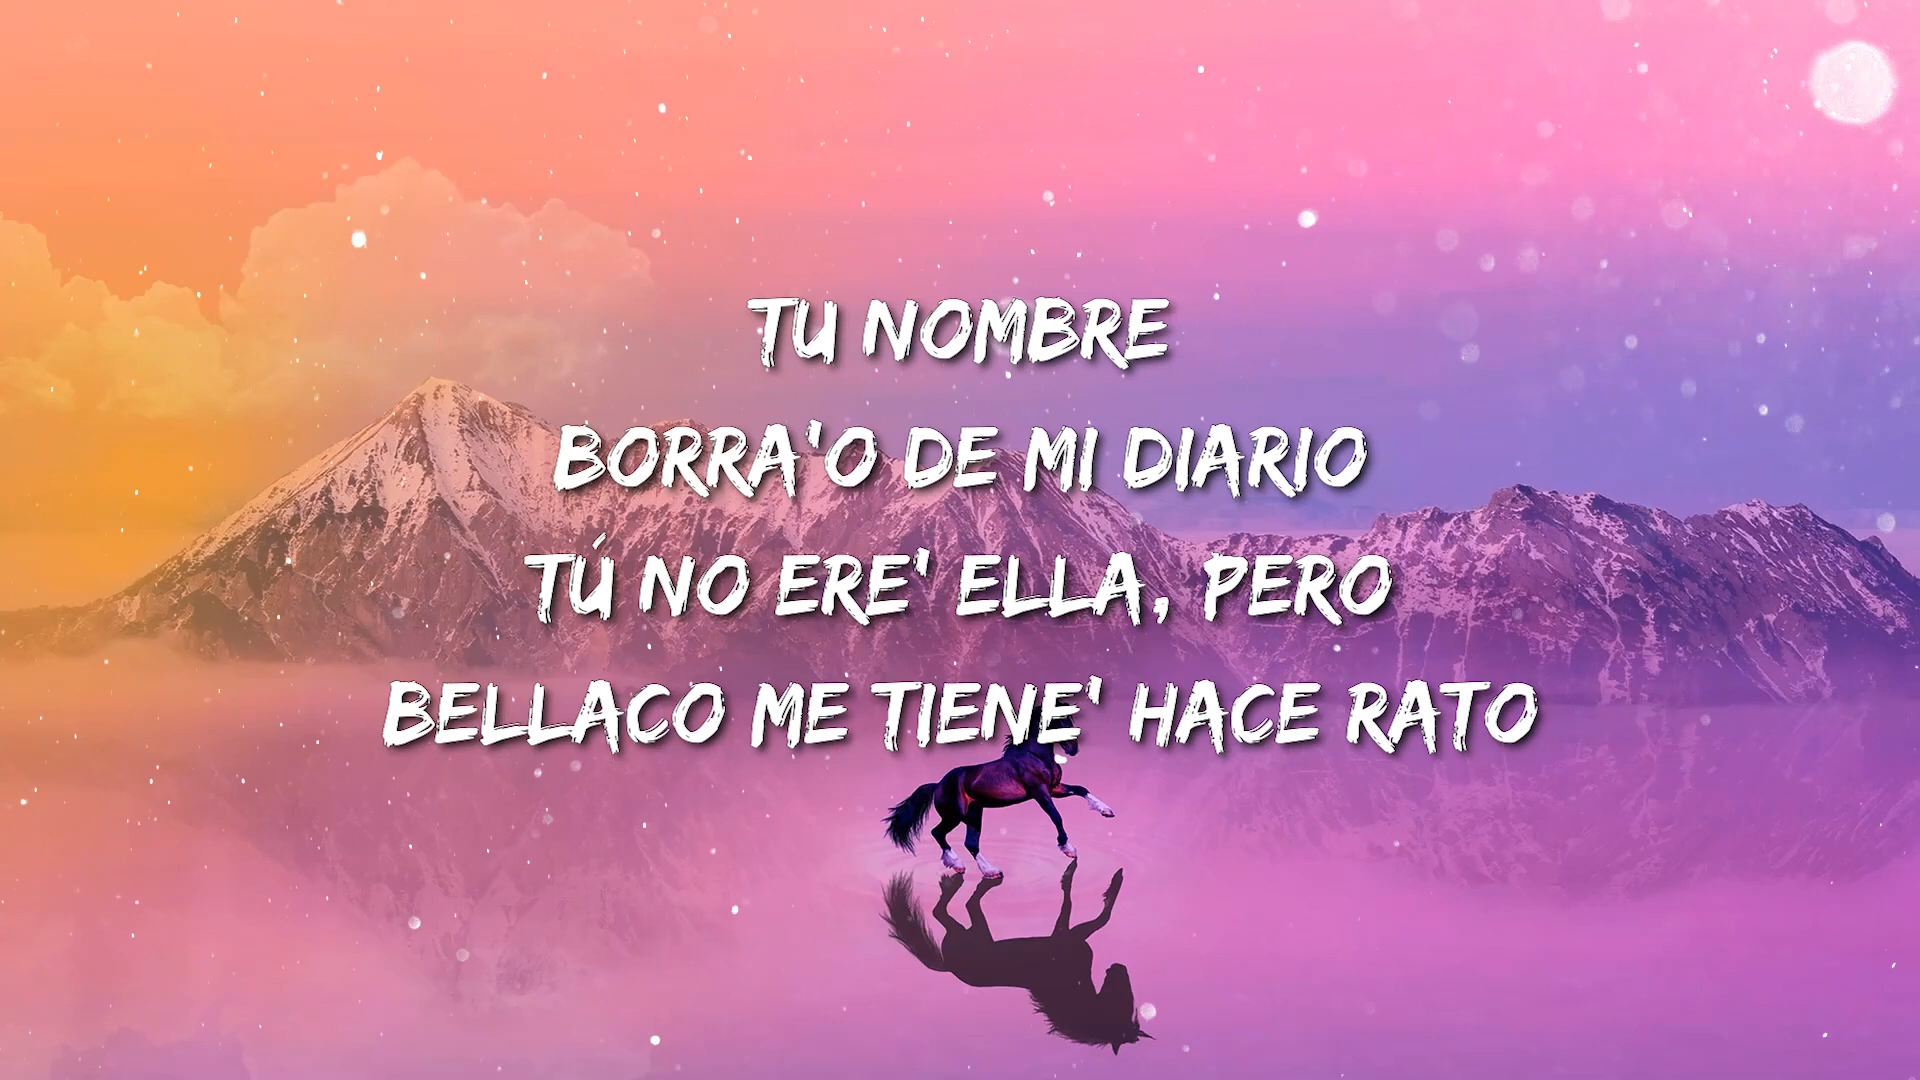 TU NOMBRE
BORRA'O DE MI DIARIO
TÚ NO ERE' ELLA, PERO
BELLACO ME TIENE' HACE RATO